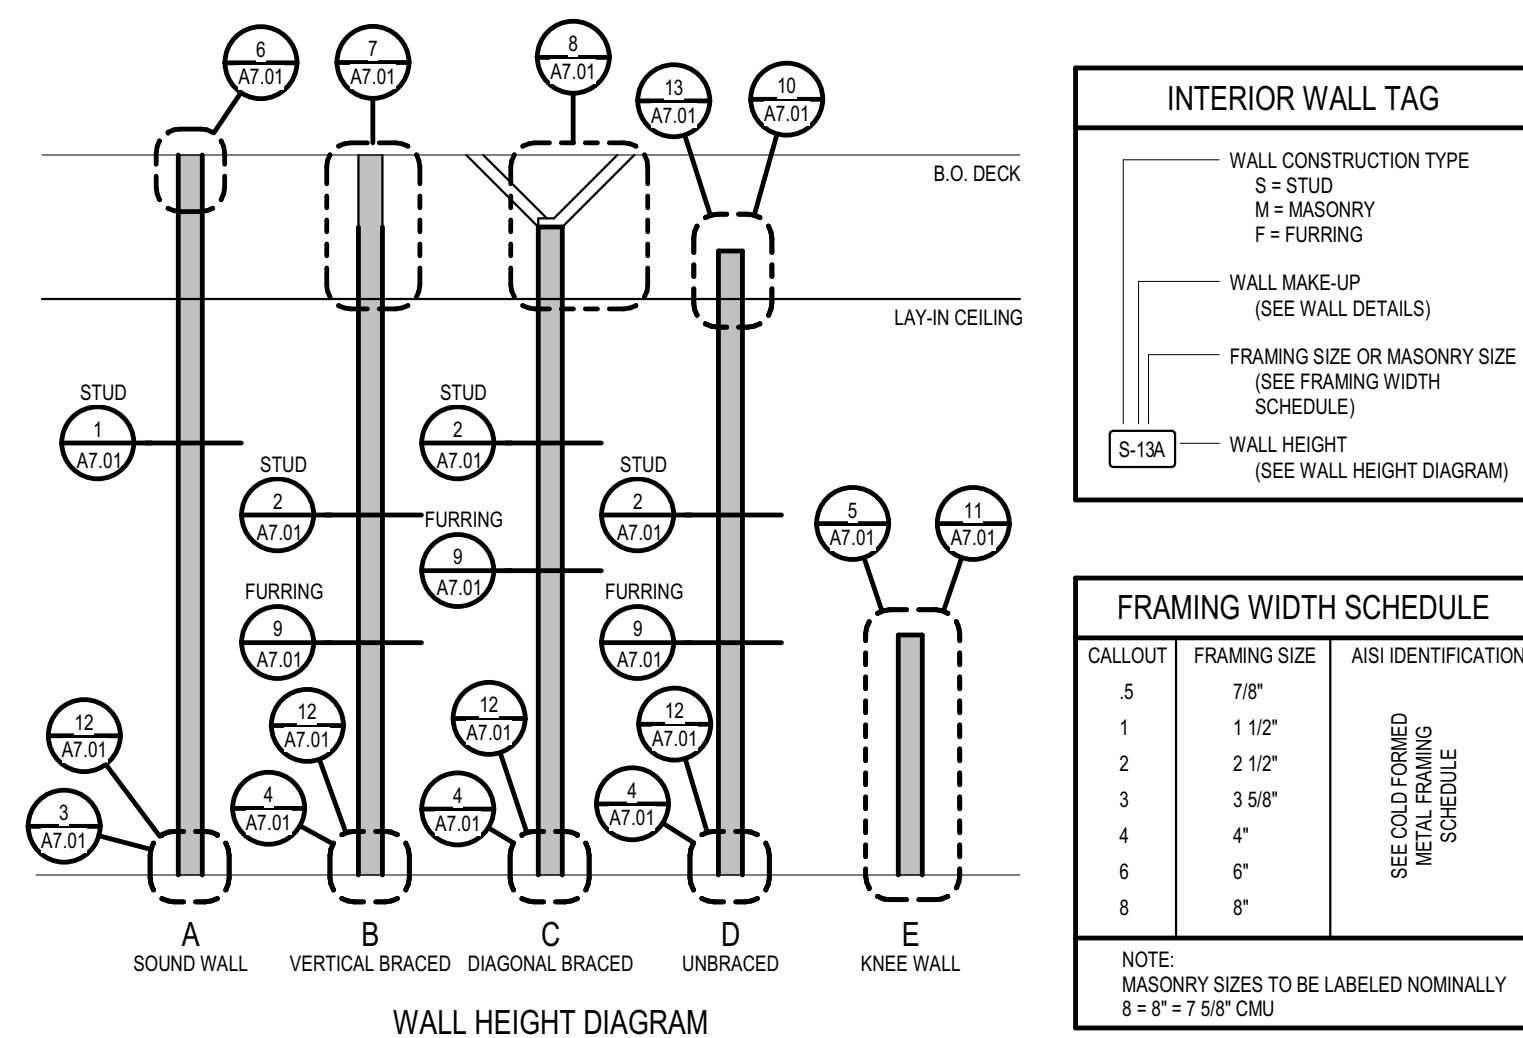 6
A7.01
7
A7.01
8
A7.01
13
A7.01
10
A7.01
B.O. DECK
LAY-IN CEILING
STUD
1
A7.01
STUD
2
A7.01
STUD
2
A7.01
STUD
2
A7.01
FURRING
9
A7.01
5
A7.01
11
A7.01
FURRING
9
A7.01
FURRING
9
A7.01
12
A7.01
12
A7.01
12
A7.01
12
A7.01
3
A7.01
4
A7.01
4
A7.01
4
A7.01
A
SOUND WALL
B
VERTICAL BRACED
C
DIAGONAL BRACED
D
UNBRACED
E
KNEE WALL
WALL HEIGHT DIAGRAM
INTERIOR WALL TAG
WALL CONSTRUCTION TYPE
S = STUD
M = MASONRY
F = FURRING
WALL MAKE-UP
(SEE WALL DETAILS)
FRAMING SIZE OR MASONRY SIZE
(SEE FRAMING WIDTH
SCHEDULE)
S-13A
WALL HEIGHT
(SEE WALL HEIGHT DIAGRAM)
FRAMING WIDTH SCHEDULE
CALLOUT FRAMING SIZE AISI IDENTIFICATION
.5 7/8"
1 1 1/2"
2 2 1/2"
3 3 5/8"
4 4"
6 6"
8 8"
SEE COLD FORMED
METAL FRAMING
SCHEDULE
NOTE:
MASONRY SIZES TO BE LABELED NOMINALLY
8 = 8" = 7 5/8" CMU